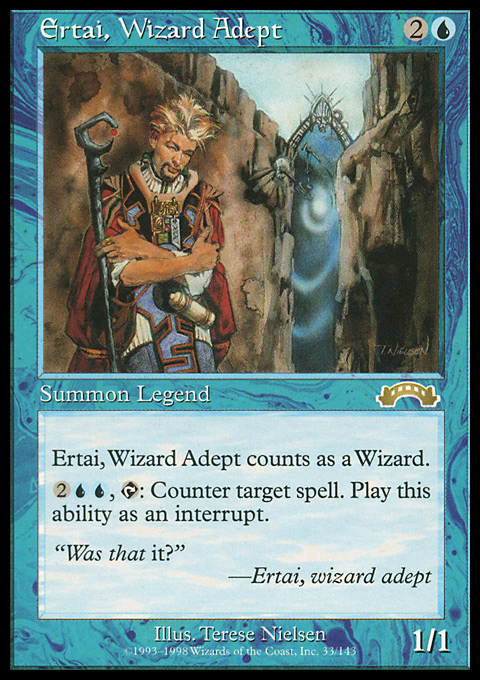 Ertai, Wizard Adept 2
T. NIELSEN
Summon Legend
Ertai, Wizard Adept counts as a Wizard.
2, : Counter target spell. Play this
ability as an interrupt.
“Was that it?”
—Ertai, wizard adept
Illus. Terese Nielsen
©1993–1998 Wizards of the Coast, Inc. 33/143
1/1